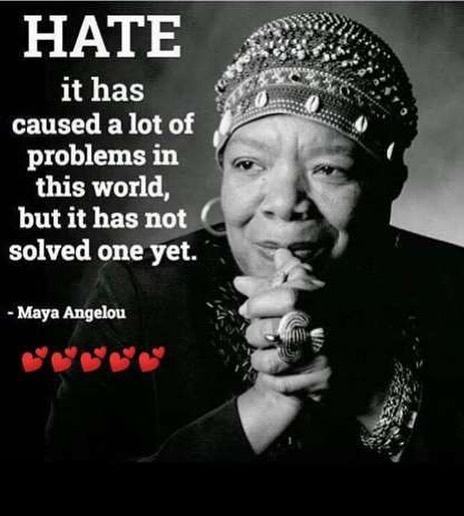 HATE
it has
caused a lot of
problems in
this world,
but it has not
solved one yet.
- Maya Angelou